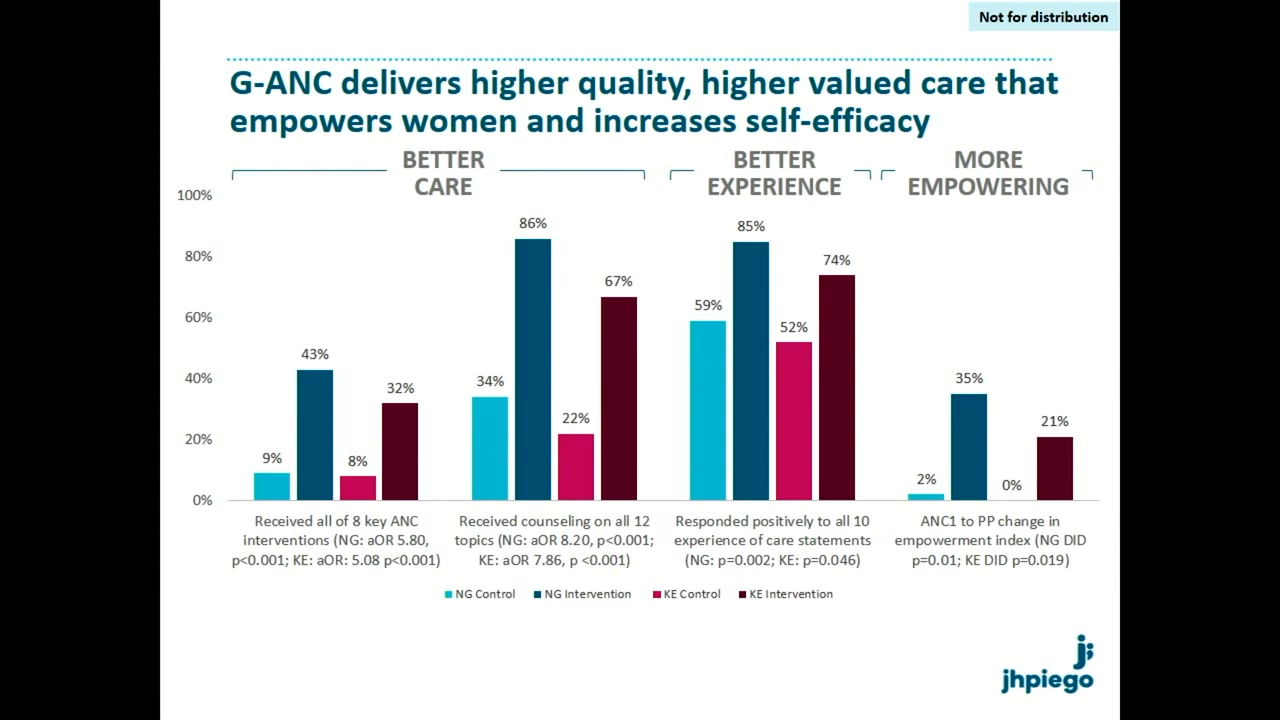 Not for distribution
G-ANC delivers higher quality, higher valued care that
empowers women and increases self-efficacy
BETTER
CARE
BETTER
EXPERIENCE
MORE
EMPOWERING
100%
80%
60%
40%
20%
0%
9%
43%
8%
32%
34%
86%
22%
67%
59%
85%
52%
74%
2%
35%
0%
21%
Received all of 8 key ANC
interventions (NG: aOR 5.80,
p<0.001; KE: aOR: 5.08 p<0.001)
Received counseling on all 12
topics (NG: aOR 8.20, p<0.001;
KE: aOR 7.86, p <0.001)
Responded positively to all 10
experience of care statements
(NG: p=0.002; KE: p=0.046)
ANC1 to PP change in
empowerment index (NG DID
p=0.01; KE DID p=0.019)
NG Control NG Intervention KE Control KE Intervention
jhpiego